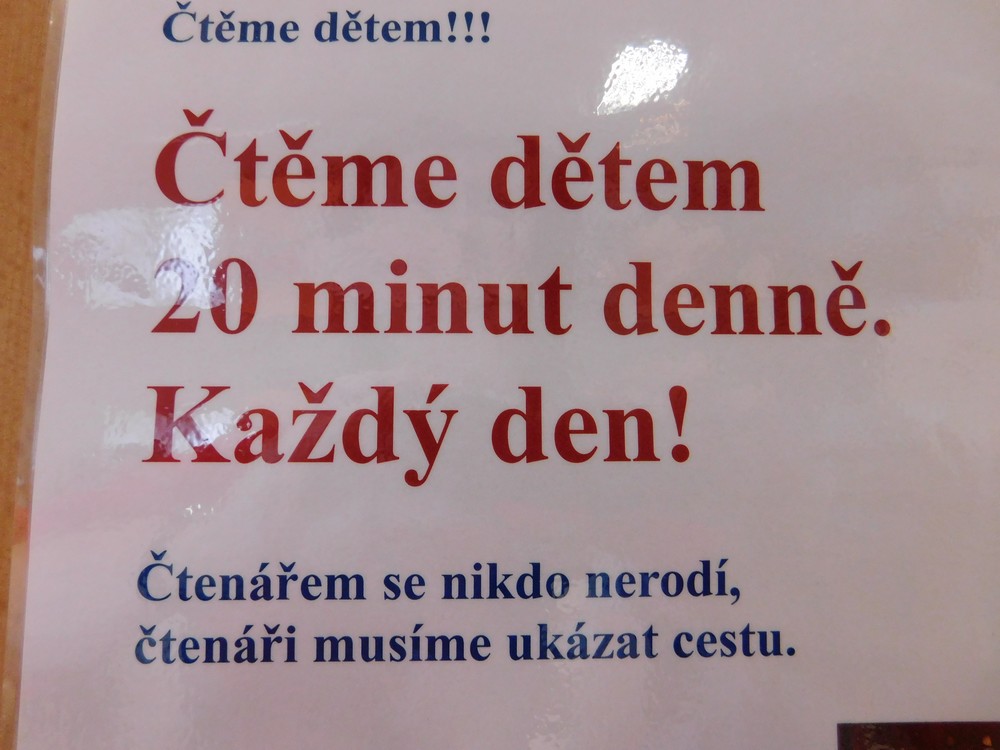 Čtěme dětem!!!
Čtěme dětem
20 minut denně.
Každý den!
Čtenářem se nikdo nerodí,
čtenáři musíme ukázat cestu.